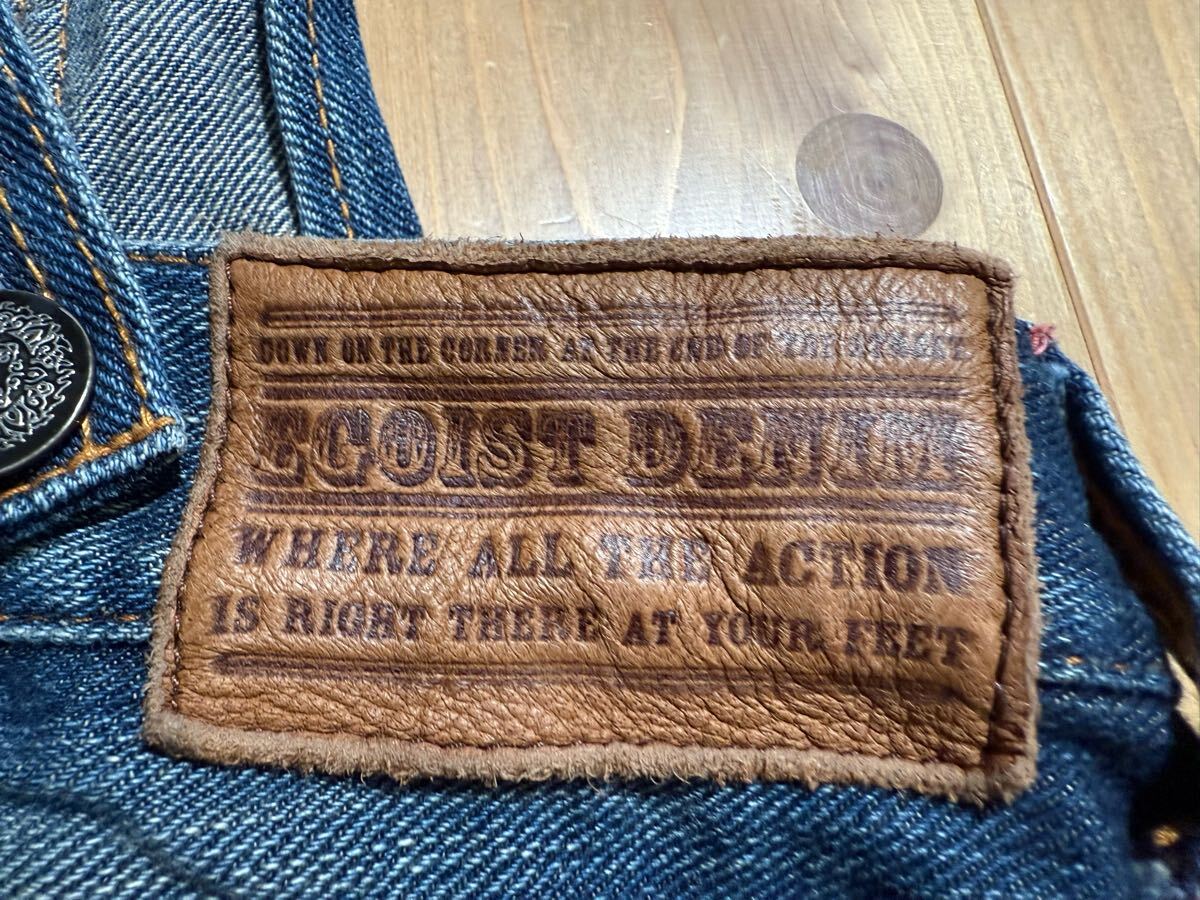 DOWN ON THE CORNER AT THE END OF THE STREET
EGOIST DENIM
WHERE ALL THE ACTION
IS RIGHT THERE AT YOUR FEET